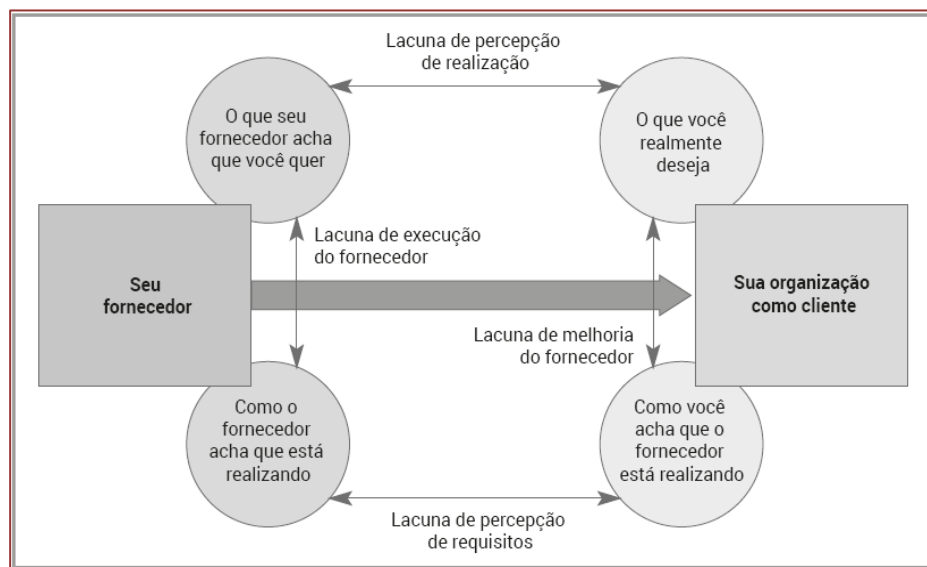 Lacuna de percepção
de realização
O que seu
fornecedor acha
que você quer
O que você
realmente
deseja
Lacuna de execução
do fornecedor
Seu
fornecedor
Sua organização
como cliente
Lacuna de melhoria
do fornecedor
Como o
fornecedor
acha que está
realizando
Como você
acha que o
fornecedor
está realizando
Lacuna de percepção
de requisitos